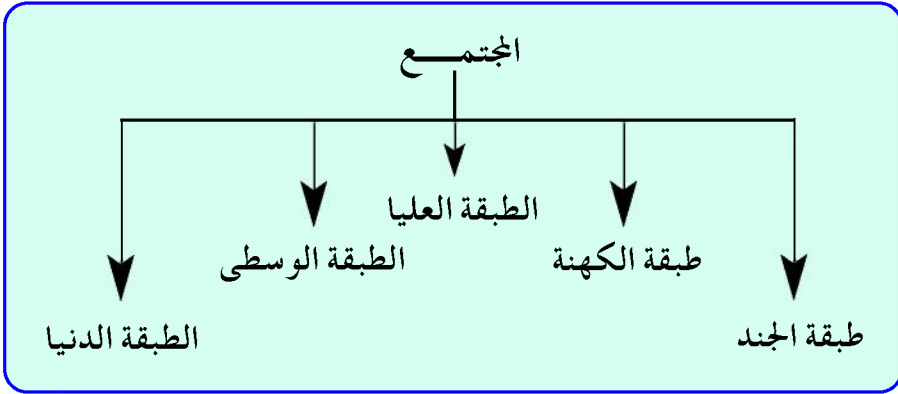 المجتمـــع
الطبقة العليا
طبقة الكهنة
الطبقة الوسطى
طبقة الجند
الطبقة الدنيا